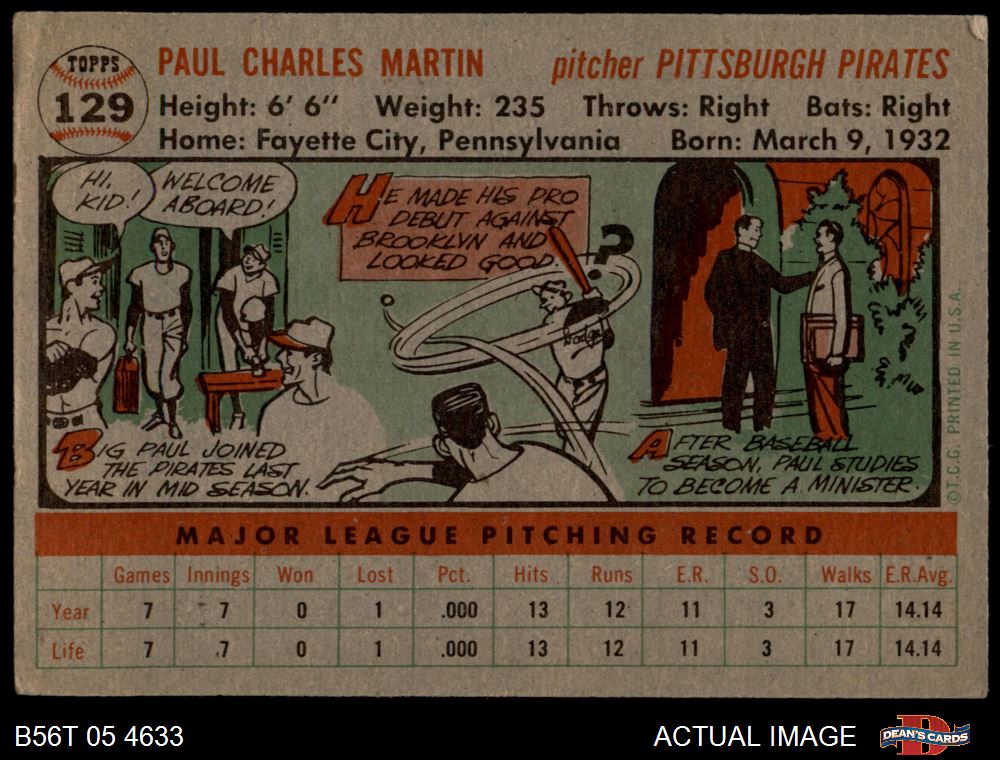 TOPPS
129
PAUL CHARLES MARTIN pitcher PITTSBURGH PIRATES
Height: 6' 6" Weight: 235 Throws: Right Bats: Right
Home: Fayette City, Pennsylvania Born: March 9, 1932
HI,
KID!
WELCOME
ABOARD!
BIG PAUL JOINED
THE PIRATES LAST
YEAR IN MID SEASON.
HE MADE HIS PRO
DEBUT AGAINST
BROOKLYN AND
LOOKED GOOD.
?
Dodgers
AFTER BASEBALL
SEASON, PAUL STUDIES
TO BECOME A MINISTER.
©T.C.G. PRINTED IN U.S.A.
MAJOR LEAGUE PITCHING RECORD
Games Innings Won Lost Pct. Hits Runs E.R. S.O. Walks E.R.Avg.
Year 7 7 0 1 .000 13 12 11 3 17 14.14
Life 7 7 0 1 .000 13 12 11 3 17 14.14
B56T 05 4633 ACTUAL IMAGE D DEAN'S CARDS